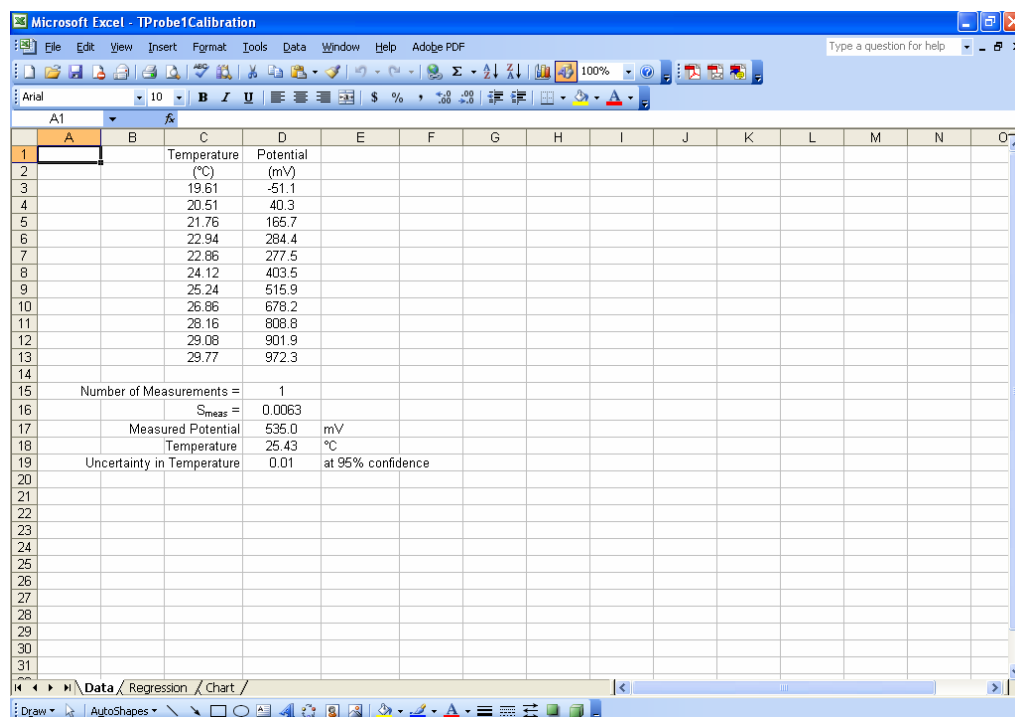 Microsoft Excel - TProbe1Calibration
File Edit View Insert Format Tools Data Window Help Adobe PDF Type a question for help
Σ 100%
Arial 10 B I U $ % , A
A1 fx
A B C D E F G H I J K L M N O
1 Temperature Potential
2 (°C) (mV)
3 19.61 -51.1
4 20.51 40.3
5 21.76 165.7
6 22.94 284.4
7 22.86 277.5
8 24.12 403.5
9 25.24 515.9
10 26.86 678.2
11 28.16 808.8
12 29.08 901.9
13 29.77 972.3
14
15 Number of Measurements = 1
16 Smeas = 0.0063
17 Measured Potential 535.0 mV
18 Temperature 25.43 °C
19 Uncertainty in Temperature 0.01 at 95% confidence
20
21
22
23
24
25
26
27
28
29
30
31
Data Regression Chart
Draw AutoShapes A